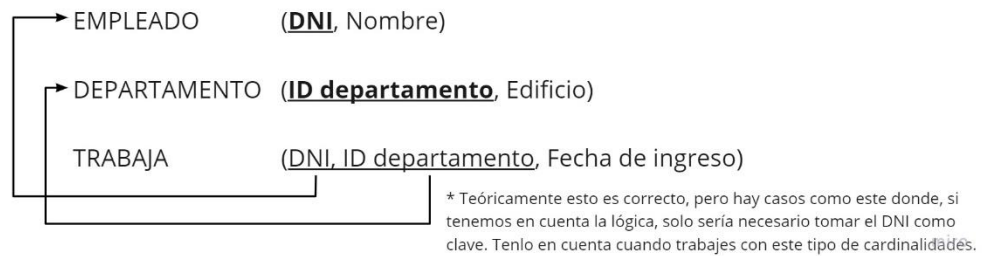 EMPLEADO (DNI, Nombre)
DEPARTAMENTO (ID departamento, Edificio)
TRABAJA (DNI, ID departamento, Fecha de ingreso)
* Teóricamente esto es correcto, pero hay casos como este donde, si
tenemos en cuenta la lógica, solo sería necesario tomar el DNI como
clave. Tenlo en cuenta cuando trabajes con este tipo de cardinalidades.
miro